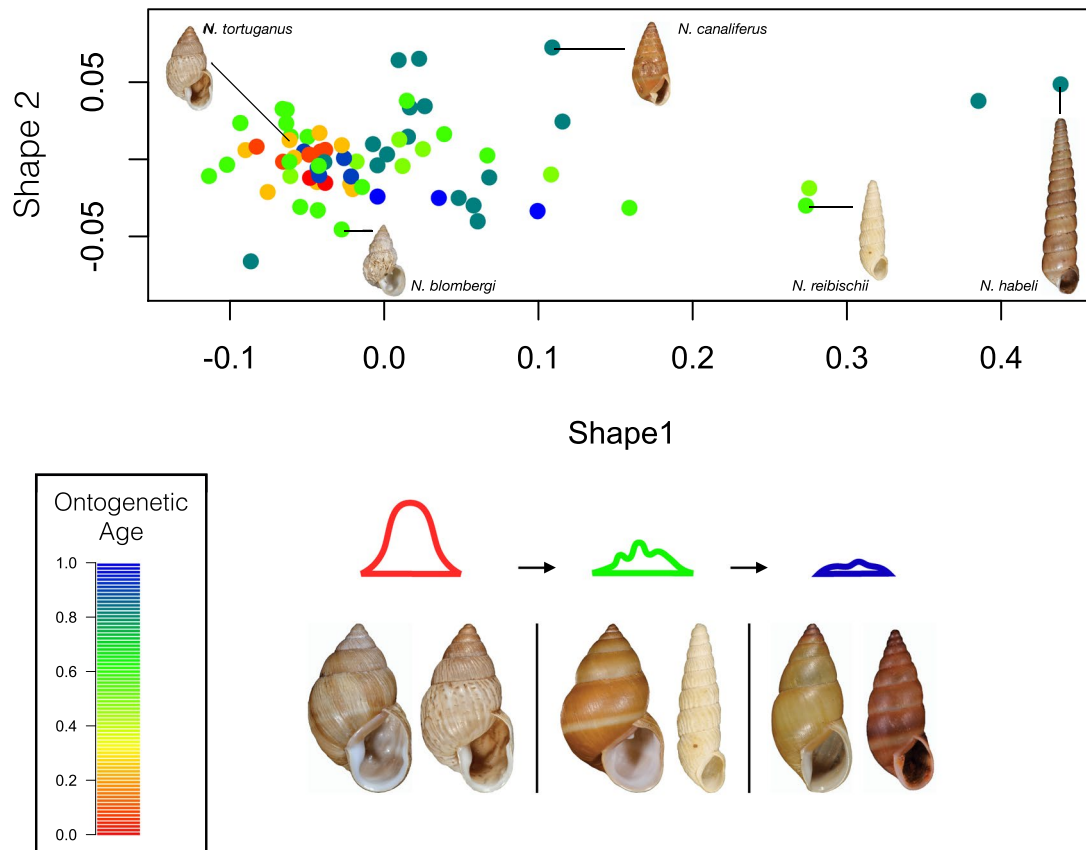 N. tortuganus
N. canaliferus
0.05
-0.05
Shape 2
N. blombergi
N. reibischii
N. habeli
-0.1
0.0
0.1
0.2
0.3
0.4
Shape1
Ontogenetic
Age
1.0
0.8
0.6
0.4
0.2
0.0